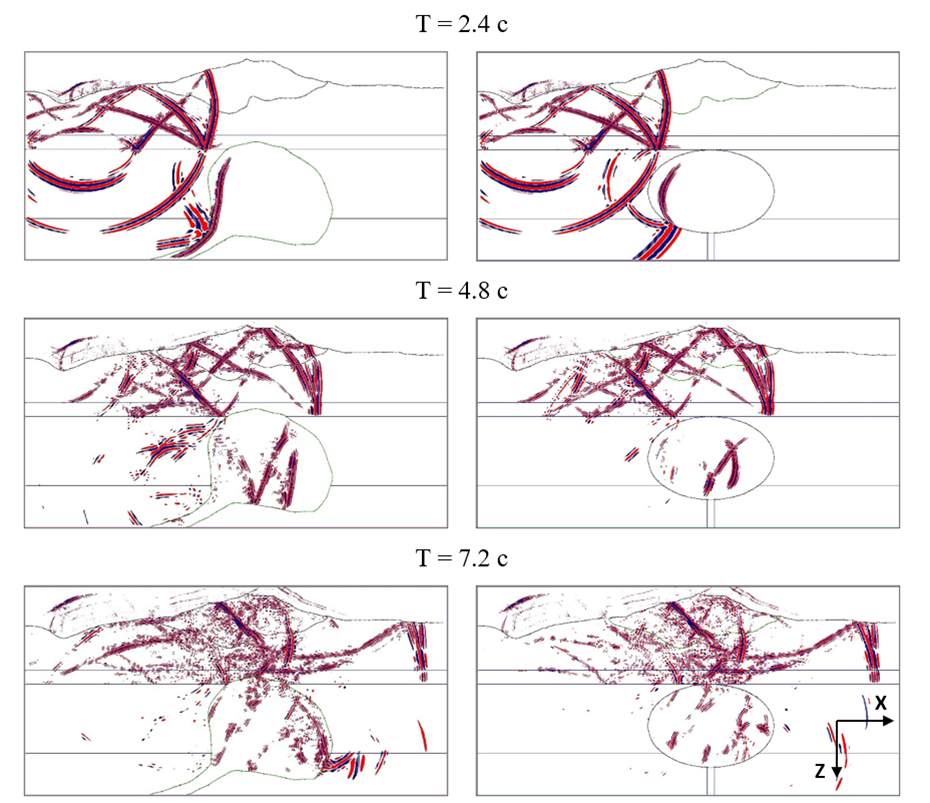 T = 2.4 с
T = 4.8 с
T = 7.2 с
X
Z